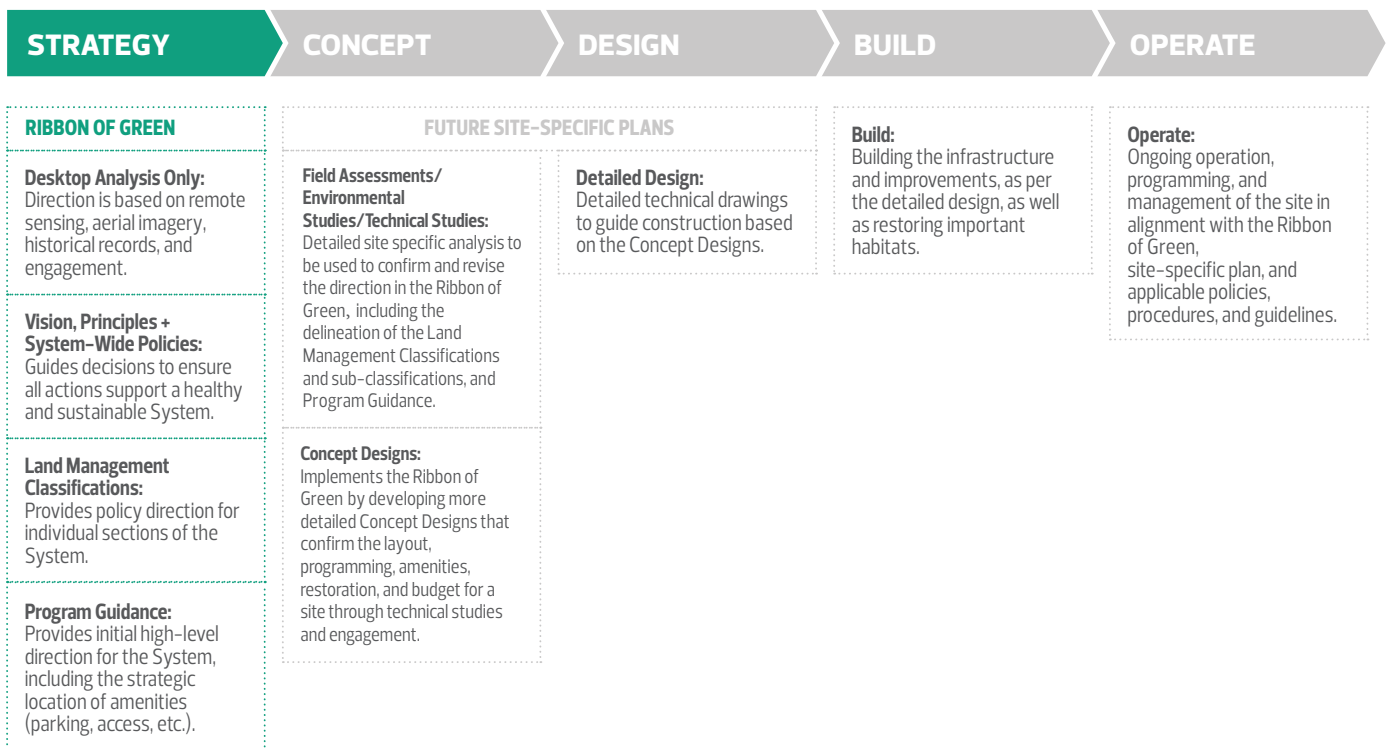 STRATEGY
CONCEPT
DESIGN
BUILD
OPERATE
RIBBON OF GREEN
Desktop Analysis Only:
Direction is based on remote
sensing, aerial imagery,
historical records, and
engagement.
Vision, Principles +
System-Wide Policies:
Guides decisions to ensure
all actions support a healthy
and sustainable System.
Land Management
Classifications:
Provides policy direction for
individual sections of the
System.
Program Guidance:
Provides initial high-level
direction for the System,
including the strategic
location of amenities
(parking, access, etc.).
FUTURE SITE-SPECIFIC PLANS
Field Assessments/
Environmental
Studies/Technical Studies:
Detailed site specific analysis to
be used to confirm and revise
the direction in the Ribbon of
Green, including the
delineation of the Land
Management Classifications
and sub-classifications, and
Program Guidance.
Concept Designs:
Implements the Ribbon of
Green by developing more
detailed Concept Designs that
confirm the layout,
programming, amenities,
restoration, and budget for a
site through technical studies
and engagement.
Detailed Design:
Detailed technical drawings
to guide construction based
on the Concept Designs.
Build:
Building the infrastructure
and improvements, as per
the detailed design, as well
as restoring important
habitats.
Operate:
Ongoing operation,
programming, and
management of the site in
alignment with the Ribbon
of Green,
site-specific plan, and
applicable policies,
procedures, and guidelines.